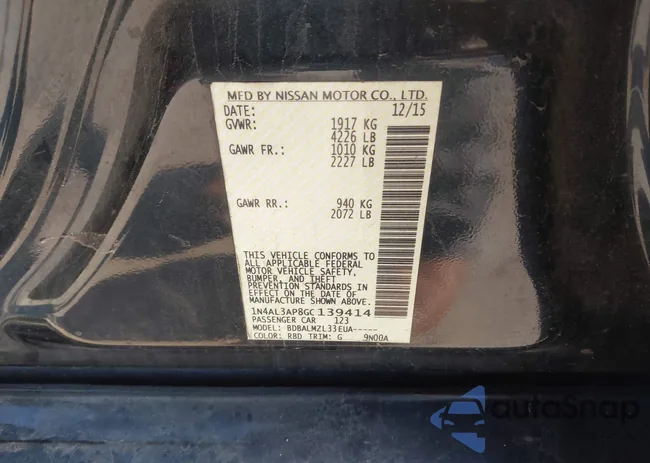 MFD BY NISSAN MOTOR CO., LTD.
DATE: 12/15
GVWR: 1917 KG
4226 LB
GAWR FR.: 1010 KG
2227 LB
GAWR RR.: 940 KG
2072 LB
THIS VEHICLE CONFORMS TO
ALL APPLICABLE FEDERAL
MOTOR VEHICLE SAFETY,
BUMPER, AND THEFT
PREVENTION STANDARDS IN
EFFECT ON THE DATE OF
MANUFACTURE SHOWN ABOVE.
1N4AL3AP8GC139414
PASSENGER CAR 123
MODEL: BDBALMZL33EUA-----
COLOR: RBD TRIM: G 9N00A
autoSnap